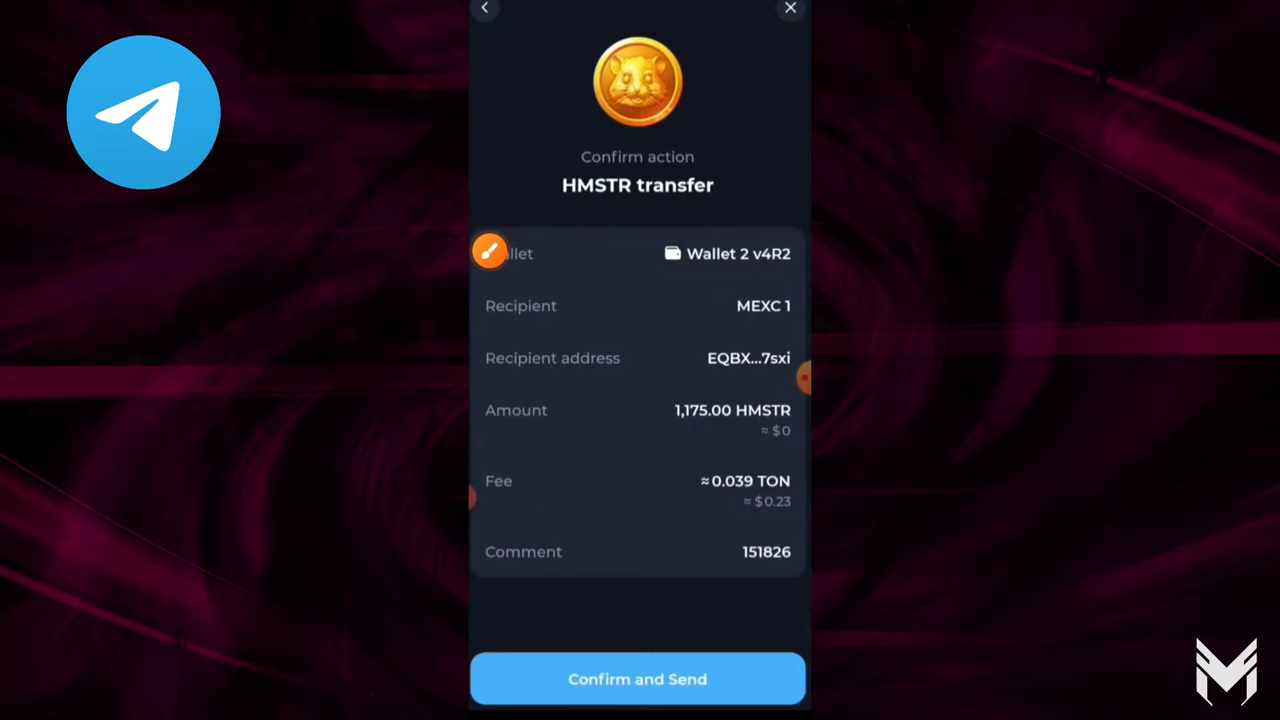 Confirm action
HMSTR transfer
allet Wallet 2 v4R2
Recipient MEXC 1
Recipient address EQBX...7sxi
Amount 1,175.00 HMSTR
≈ $0
Fee ≈ 0.039 TON
≈ $0.23
Comment 151826
Confirm and Send